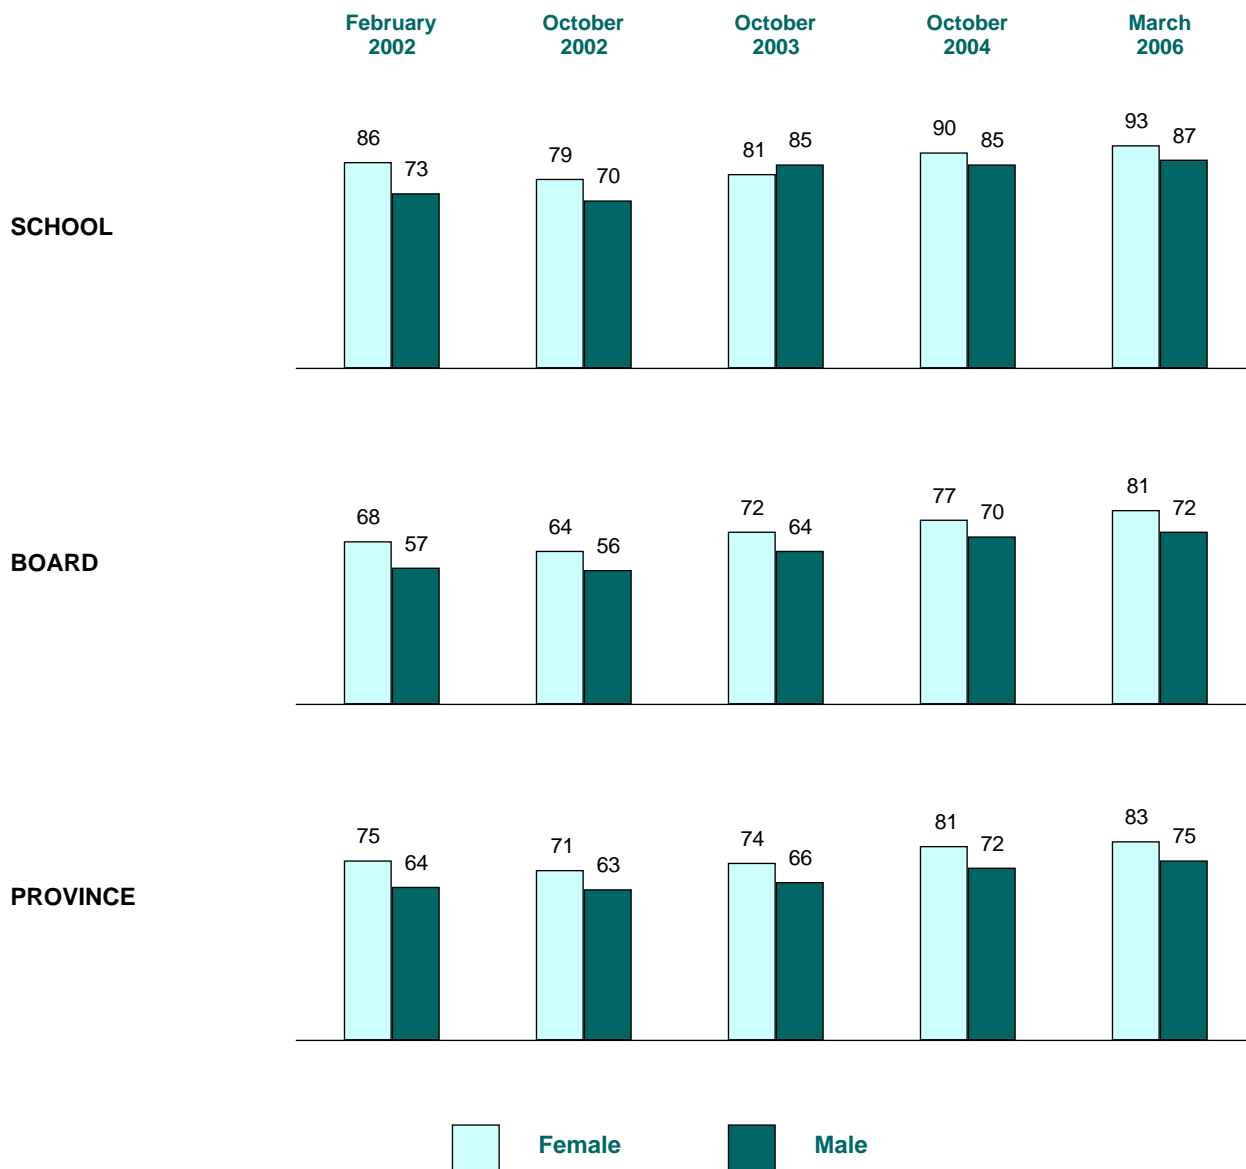 February October October October March
2002 2002 2003 2004 2006
86 73 79 70 81 85 90 85 93 87
SCHOOL
68 57 64 56 72 64 77 70 81 72
BOARD
75 64 71 63 74 66 81 72 83 75
PROVINCE
Female Male